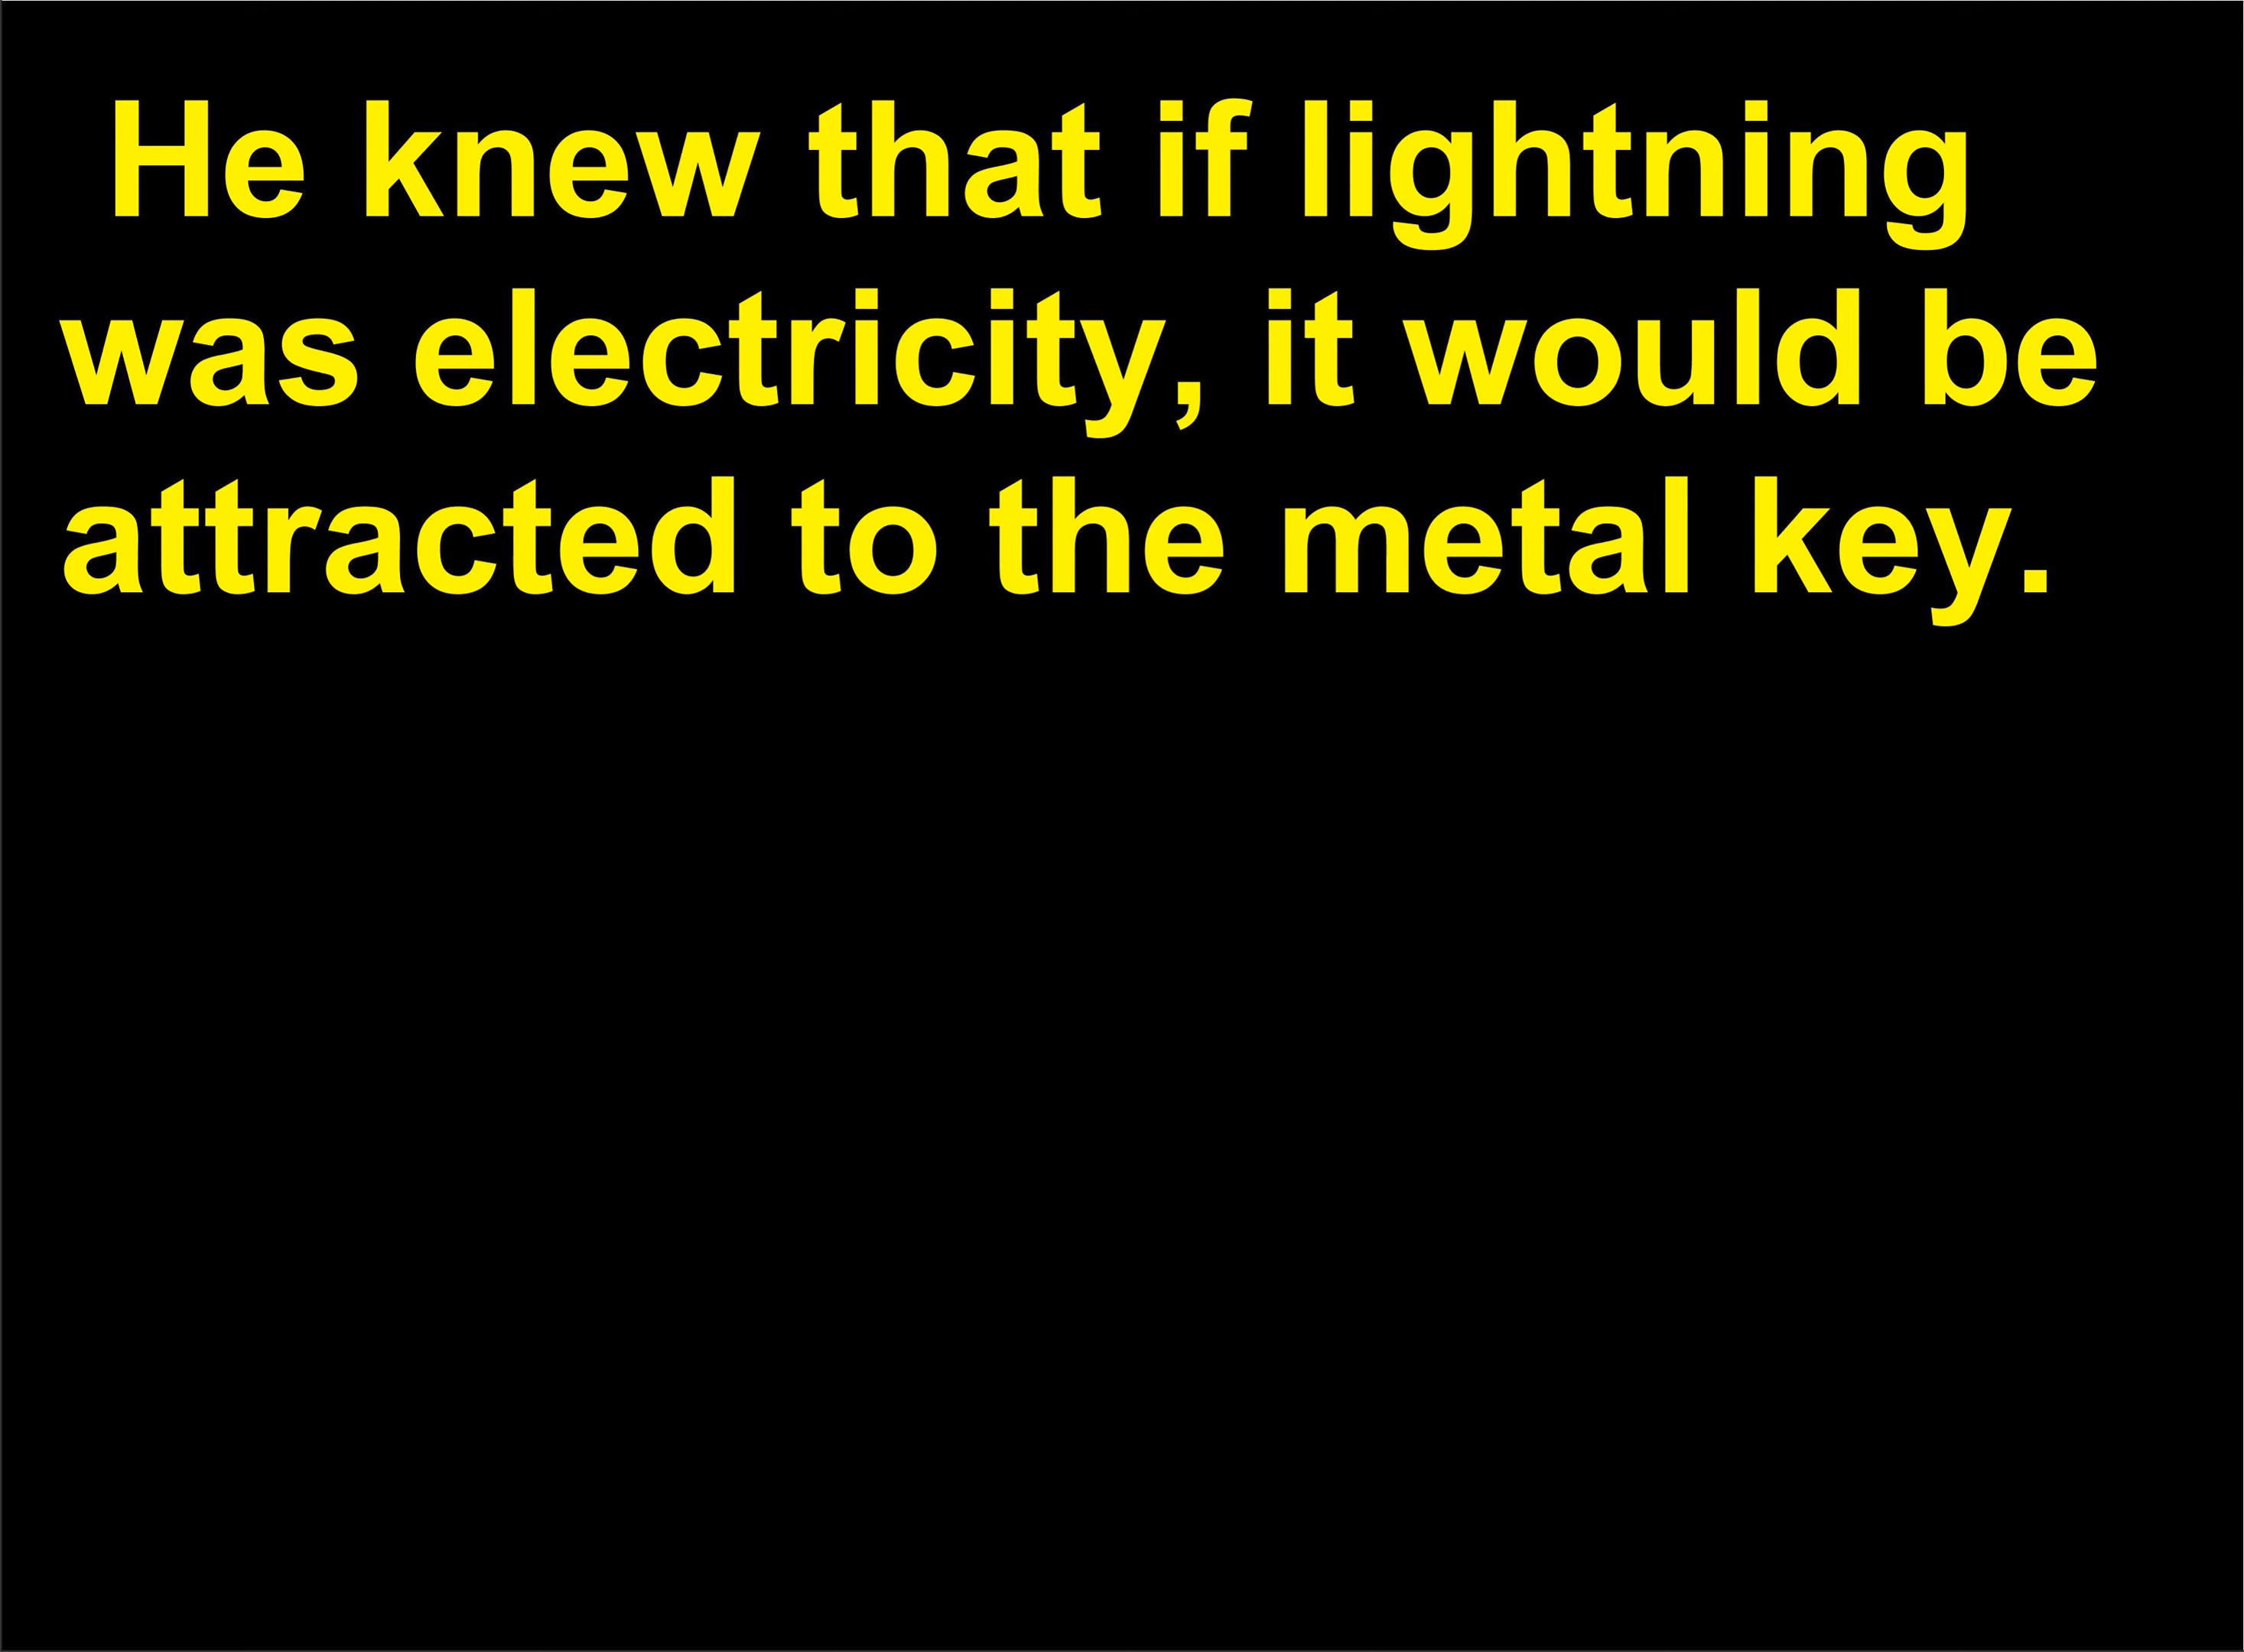 He knew that if lightning
was electricity, it would be
attracted to the metal key.